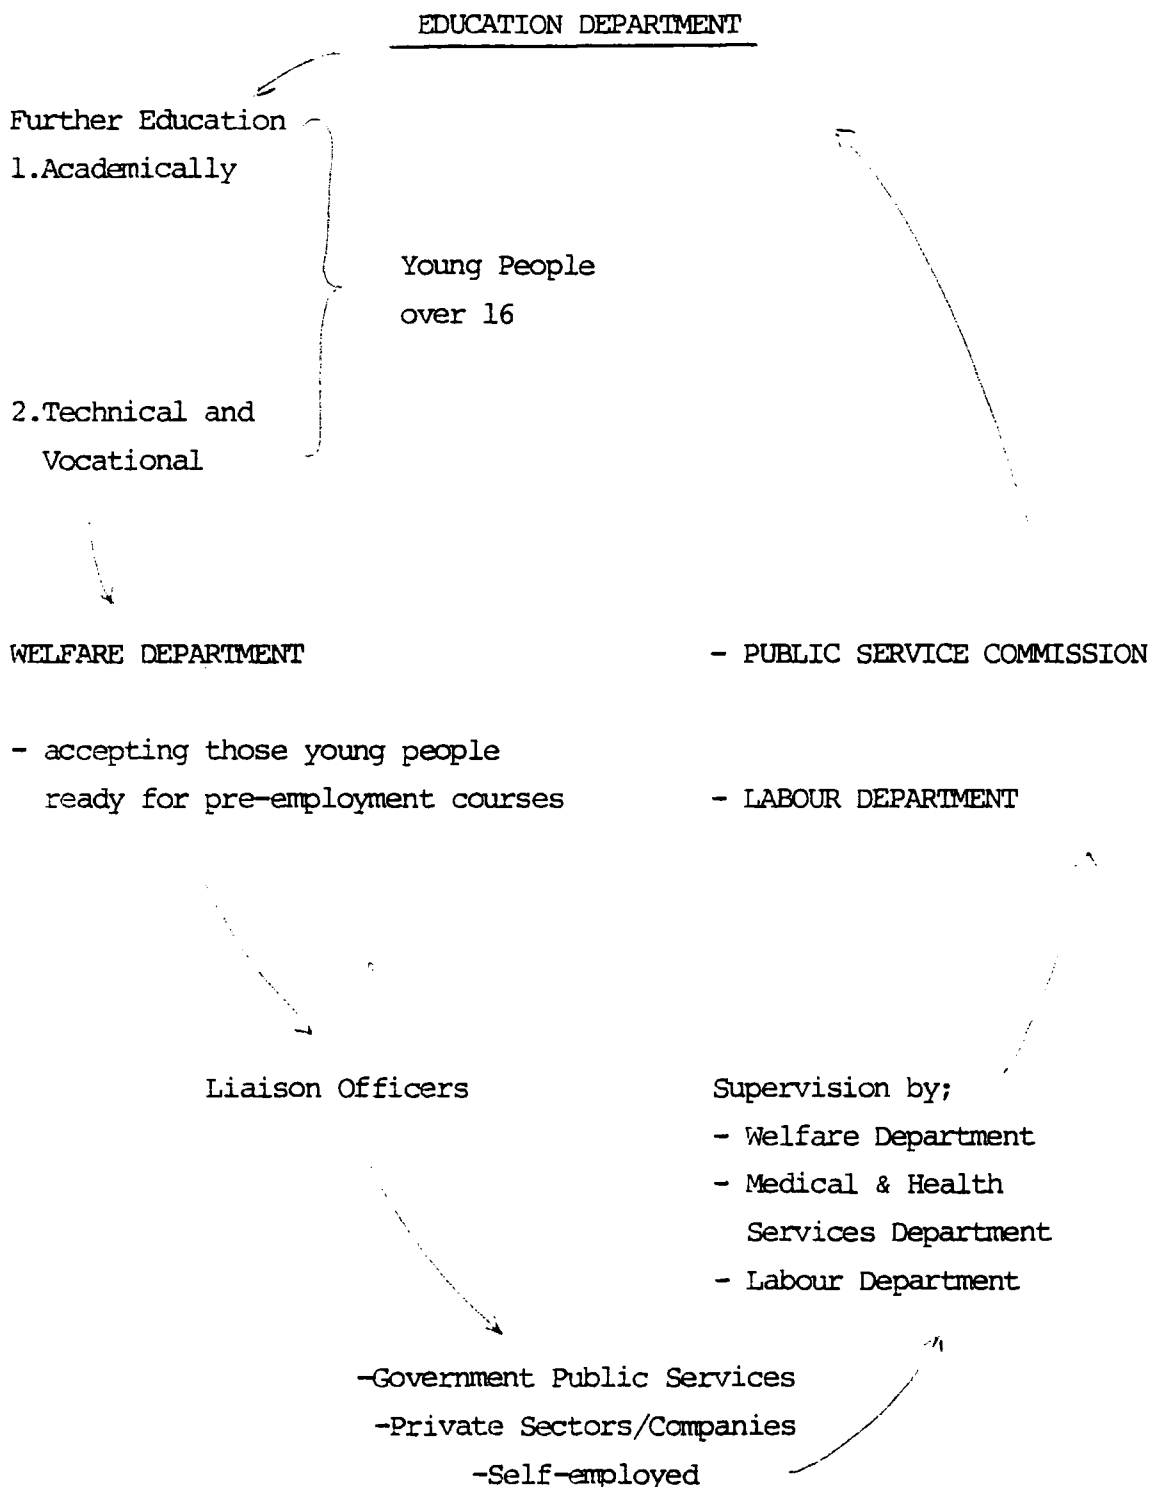 EDUCATION DEPARTMENT
Further Education
1.Academically
Young People
over 16
2.Technical and
Vocational
WELFARE DEPARTMENT
- PUBLIC SERVICE COMMISSION
- accepting those young people
ready for pre-employment courses
- LABOUR DEPARTMENT
Liaison Officers
Supervision by;
- Welfare Department
- Medical & Health
Services Department
- Labour Department
-Government Public Services
-Private Sectors/Companies
-Self-employed